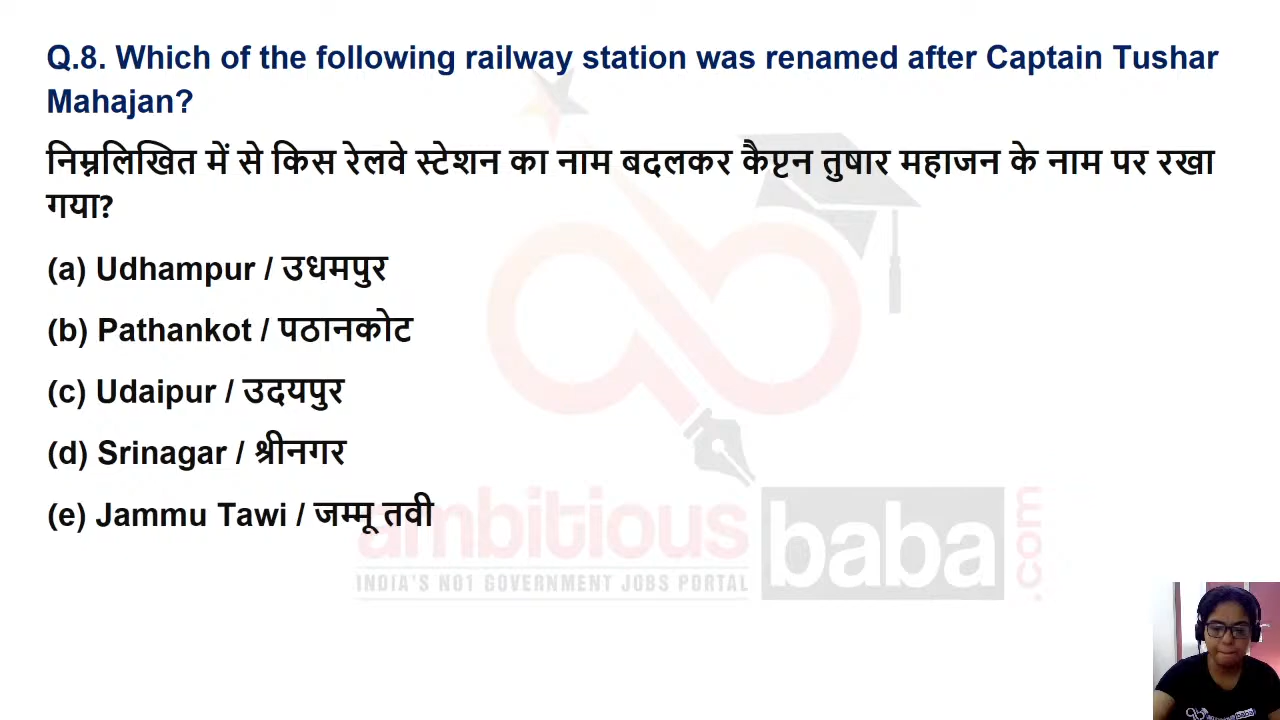 Q.8. Which of the following railway station was renamed after Captain Tushar
Mahajan?
निम्नलिखित में से किस रेलवे स्टेशन का नाम बदलकर कैप्टन तुषार महाजन के नाम पर रखा
गया?
(a) Udhampur / उधमपुर
(b) Pathankot / पठानकोट
(c) Udaipur / उदयपुर
(d) Srinagar / श्रीनगर
(e) Jammu Tawi / जम्मू तवी
ambitious baba .com
INDIA'S NO1 GOVERNMENT JOBS PORTAL